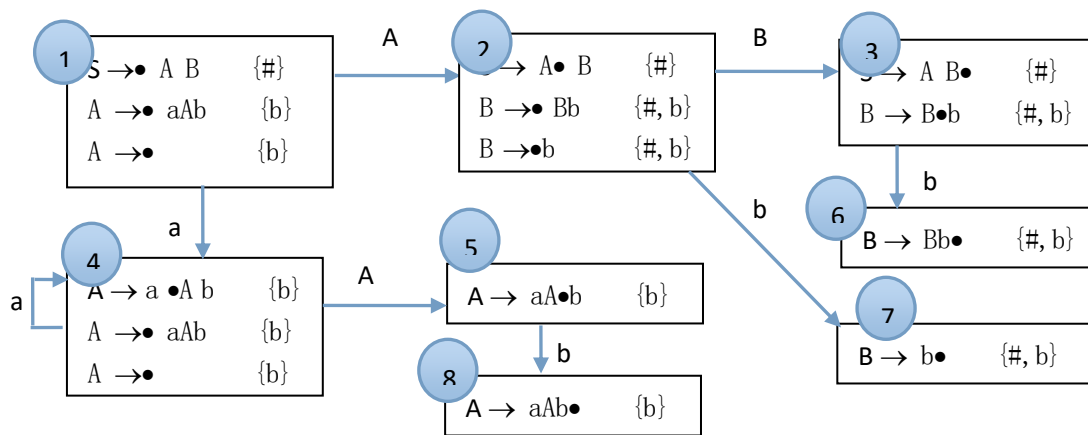 1
S → • A B {#}
A → • aAb {b}
A → • {b}
A
2
→ A • B {#}
B → • Bb {#, b}
B → • b {#, b}
B
3
→ A B • {#}
B → B • b {#, b}
a
b
b
4
A → a • A b {b}
A → • aAb {b}
A → • {b}
a
A
5
A → aA • b {b}
6
B → Bb • {#, b}
b
7
B → b • {#, b}
8
A → aAb • {b}